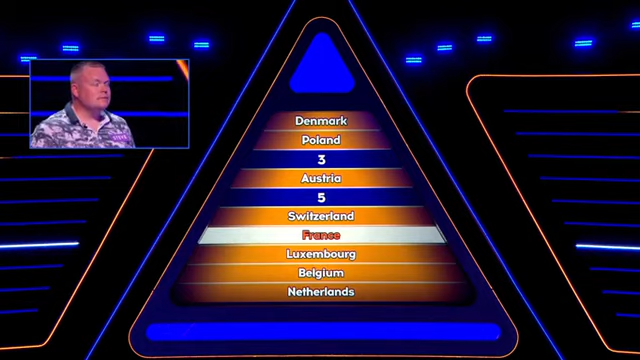 Denmark
Poland
3
Austria
5
Switzerland
France
Luxembourg
Belgium
Netherlands